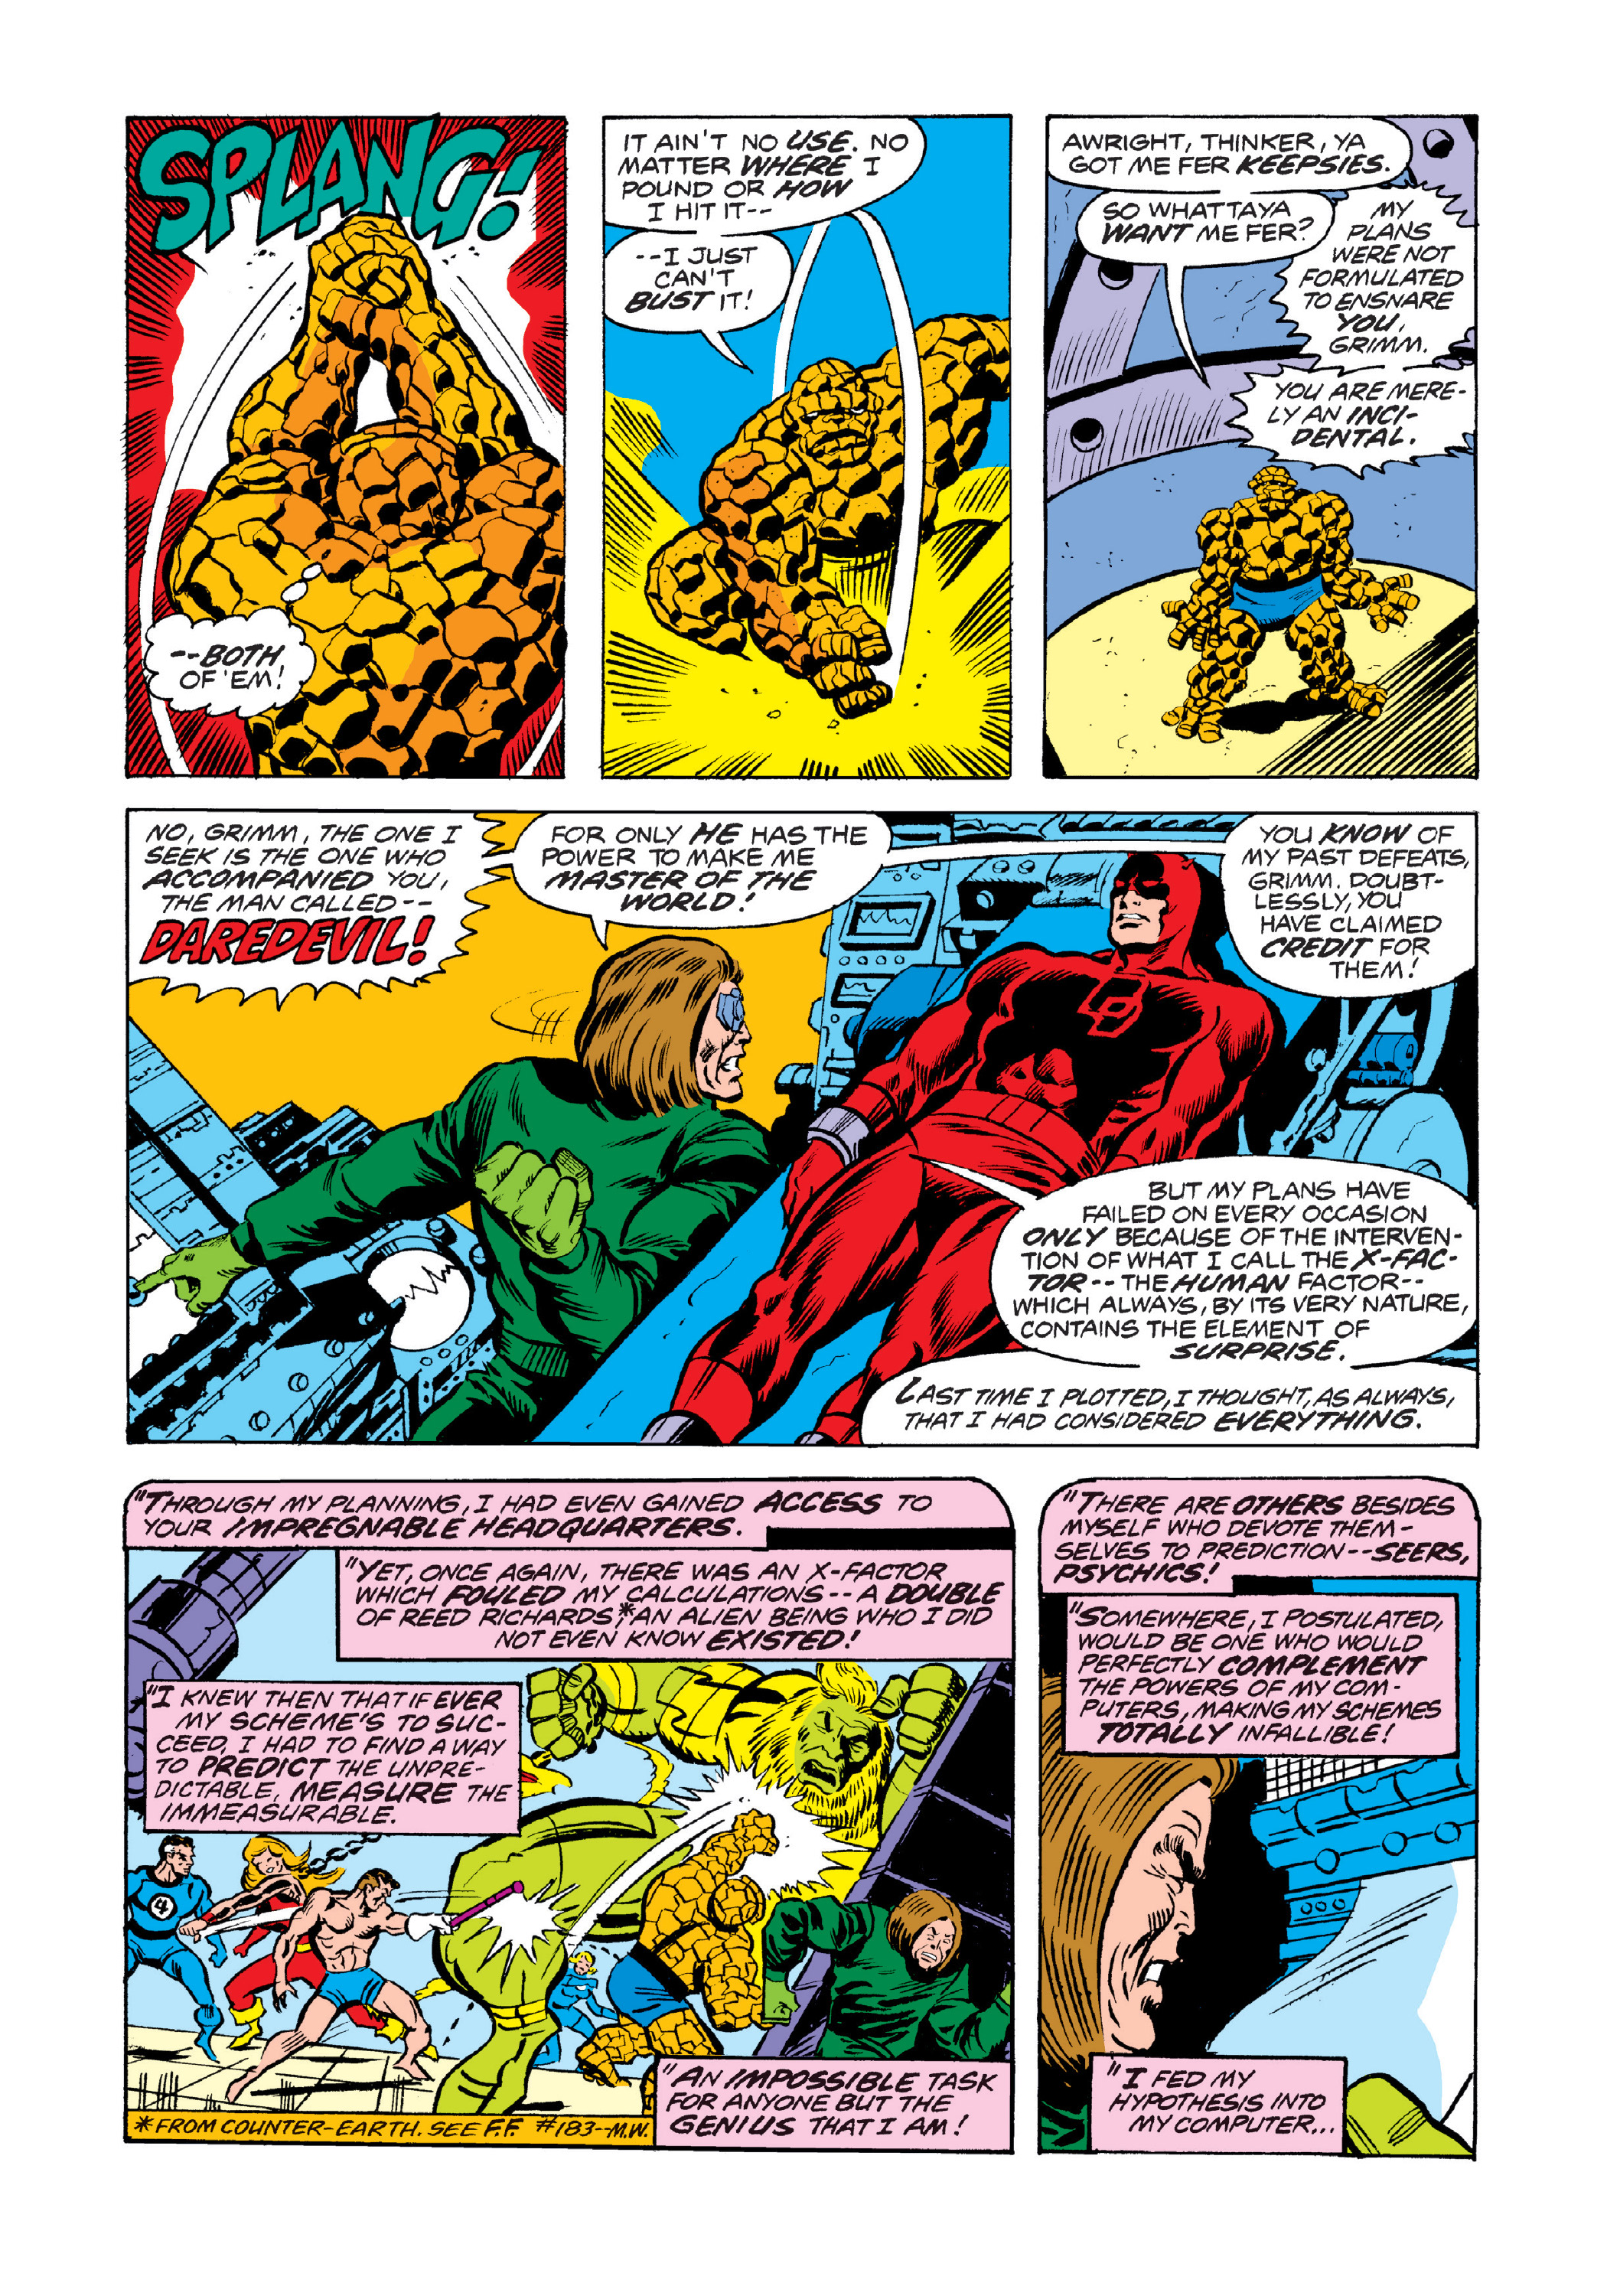 SPLANG!
--BOTH
OF 'EM!
IT AIN'T NO USE. NO
MATTER WHERE I
POUND OR HOW
I HIT IT--
--I JUST
CAN'T
BUST IT!
AWRIGHT, THINKER, YA
GOT ME FER KEEPSIES.
SO WHATTAYA
WANT ME FER?
MY
PLANS
WERE NOT
FORMULATED
TO ENSNARE
YOU,
GRIMM.
YOU ARE MERE-
LY AN INCI-
DENTAL.
NO, GRIMM, THE ONE I
SEEK IS THE ONE WHO
ACCOMPANIED YOU,
THE MAN CALLED--
DAREDEVIL!
FOR ONLY HE HAS THE
POWER TO MAKE ME
MASTER OF THE
WORLD!
YOU KNOW OF
MY PAST DEFEATS,
GRIMM. DOUBT-
LESSLY, YOU
HAVE CLAIMED
CREDIT FOR
THEM!
BUT MY PLANS HAVE
FAILED ON EVERY OCCASION
ONLY BECAUSE OF THE INTERVEN-
TION OF WHAT I CALL THE X-FAC-
TOR-- THE HUMAN FACTOR--
WHICH ALWAYS, BY ITS VERY NATURE,
CONTAINS THE ELEMENT OF
SURPRISE.
LAST TIME I PLOTTED, I THOUGHT, AS ALWAYS,
THAT I HAD CONSIDERED EVERYTHING.
"THROUGH MY PLANNING, I HAD EVEN GAINED ACCESS TO
YOUR IMPREGNABLE HEADQUARTERS.
"YET, ONCE AGAIN, THERE WAS AN X-FACTOR
WHICH FOULED MY CALCULATIONS-- A DOUBLE
OF REED RICHARDS,* AN ALIEN BEING WHO I DID
NOT EVEN KNOW EXISTED!
"I KNEW THEN THAT IF EVER
MY SCHEME'S TO SUC-
CEED, I HAD TO FIND A WAY
TO PREDICT THE UNPRE-
DICTABLE, MEASURE THE
IMMEASURABLE.
4
"AN IMPOSSIBLE TASK
FOR ANYONE BUT THE
GENIUS THAT I AM!
*FROM COUNTER-EARTH. SEE F.F. #183--M.W.
"THERE ARE OTHERS BESIDES
MYSELF WHO DEVOTE THEM-
SELVES TO PREDICTION--SEERS,
PSYCHICS!
"SOMEWHERE, I POSTULATED,
WOULD BE ONE WHO WOULD
PERFECTLY COMPLEMENT
THE POWERS OF MY COM-
PUTERS, MAKING MY SCHEMES
TOTALLY INFALLIBLE!
"I FED MY
HYPOTHESIS INTO
MY COMPUTER...